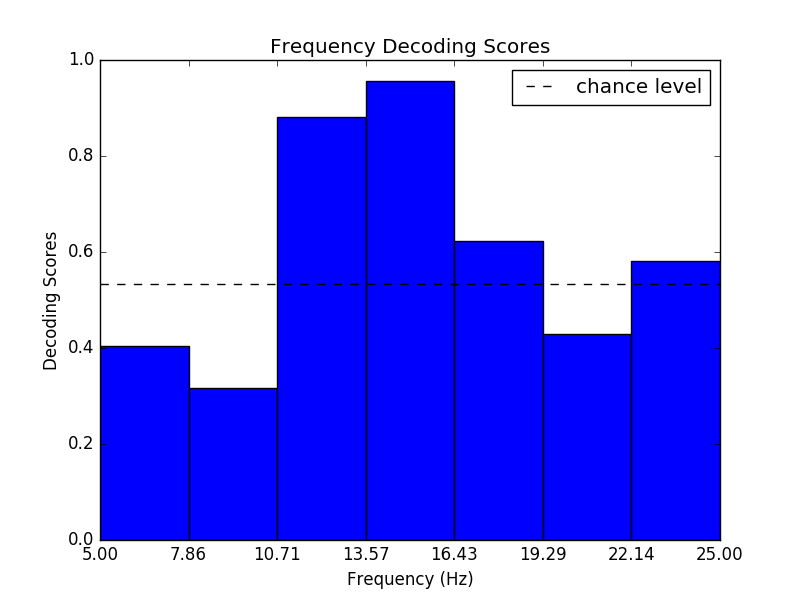 Frequency Decoding Scores
chance level
1.0
0.8
0.6
0.4
0.2
0.0
Decoding Scores
5.00 7.86 10.71 13.57 16.43 19.29 22.14 25.00
Frequency (Hz)